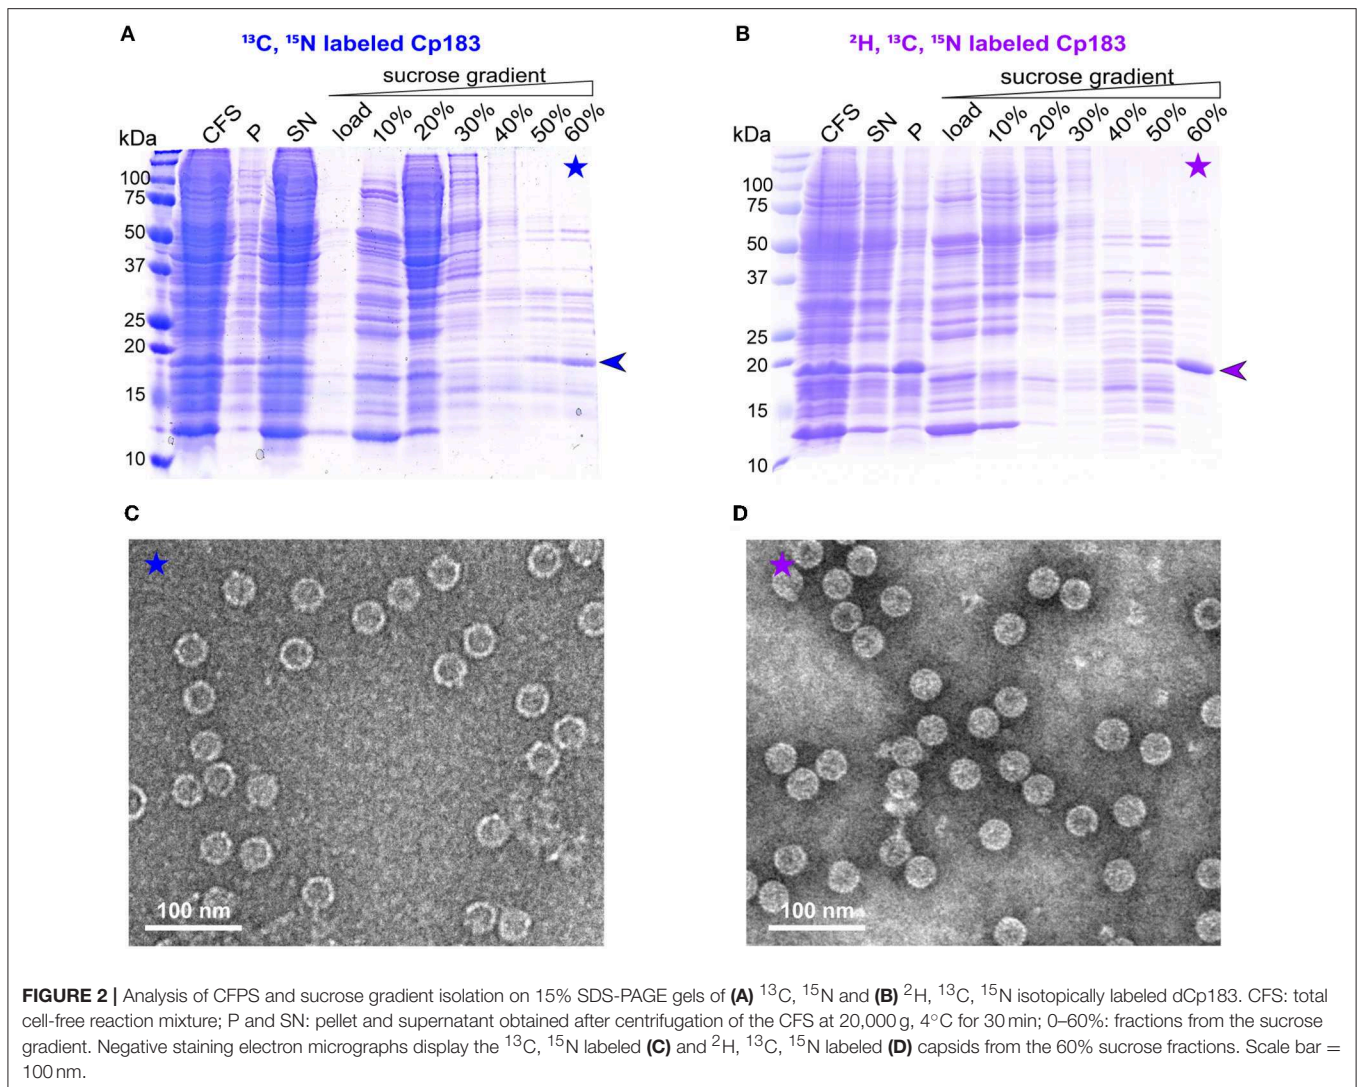 A
¹³C, ¹⁵N labeled Cp183
sucrose gradient
kDa
CFS
P
SN
load
10%
20%
30%
40%
50%
60%
100
75
50
37
25
20
15
10
B
²H, ¹³C, ¹⁵N labeled Cp183
sucrose gradient
kDa
CFS
SN
P
load
10%
20%
30%
40%
50%
60%
100
75
50
37
25
20
15
10
C
100 nm
D
100 nm
FIGURE 2 | Analysis of CFPS and sucrose gradient isolation on 15% SDS-PAGE gels of (A) ¹³C, ¹⁵N and (B) ²H, ¹³C, ¹⁵N isotopically labeled dCp183. CFS: total
cell-free reaction mixture; P and SN: pellet and supernatant obtained after centrifugation of the CFS at 20,000 g, 4°C for 30 min; 0–60%: fractions from the sucrose
gradient. Negative staining electron micrographs display the ¹³C, ¹⁵N labeled (C) and ²H, ¹³C, ¹⁵N labeled (D) capsids from the 60% sucrose fractions. Scale bar =
100 nm.